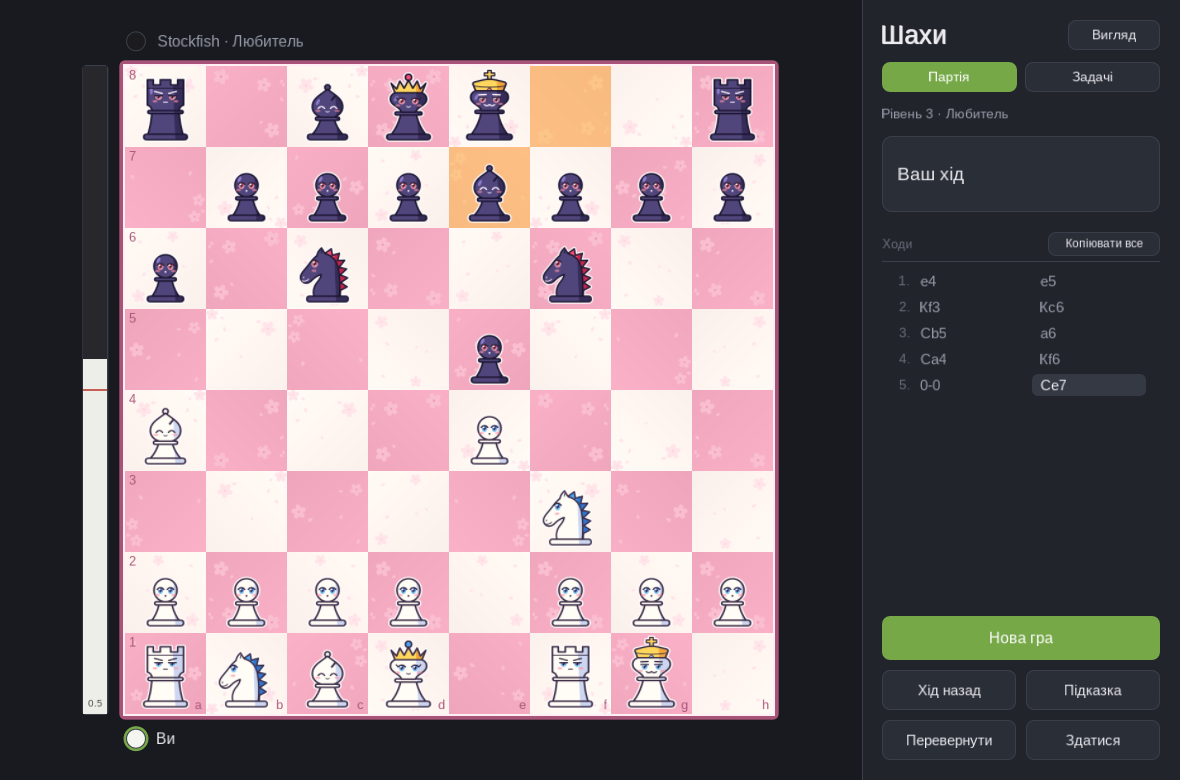 Stockfish · Любитель
8
7
6
5
4
3
2
1
a b c d e f g h
0.5
Ви
Шахи
Вигляд
Партія Задачі
Рівень 3 · Любитель
Ваш хід
Ходи Копіювати все
1. e4 e5
2. Кf3 Кc6
3. Сb5 a6
4. Сa4 Кf6
5. 0-0 Сe7
Нова гра
Хід назад Підказка
Перевернути Здатися